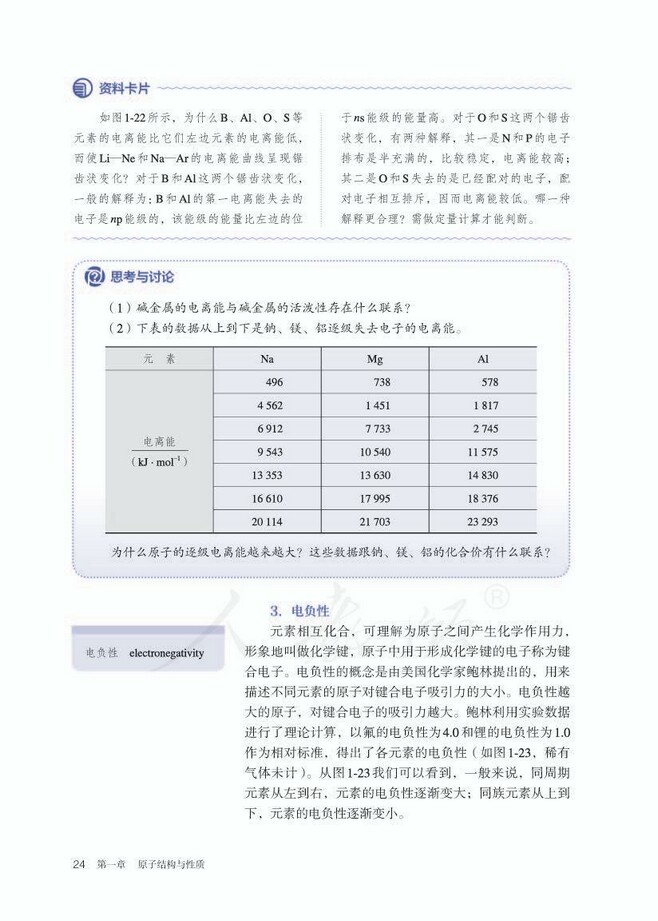 资料卡片
如图1-22所示，为什么B、Al、O、S等
元素的电离能比它们左边元素的电离能低，
而使Li—Ne和Na—Ar的电离能曲线呈现锯
齿状变化？对于B和Al这两个锯齿状变化，
一般的解释为：B和Al的第一电离能失去的
电子是np能级的，该能级的能量比左边的位
于ns能级的能量高。对于O和S这两个锯齿
状变化，有两种解释，其一是N和P的电子
排布是半充满的，比较稳定，电离能较高；
其二是O和S失去的是已经配对的电子，配
对电子相互排斥，因而电离能较低。哪一种
解释更合理？需做定量计算才能判断。
思考与讨论
（1）碱金属的电离能与碱金属的活泼性存在什么联系？
（2）下表的数据从上到下是钠、镁、铝逐级失去电子的电离能。
元 素 Na Mg Al
电离能
（kJ·mol⁻¹）
496 738 578
4 562 1 451 1 817
6 912 7 733 2 745
9 543 10 540 11 575
13 353 13 630 14 830
16 610 17 995 18 376
20 114 21 703 23 293
为什么原子的逐级电离能越来越大？这些数据跟钠、镁、铝的化合价有什么联系？
3. 电负性
电负性 electronegativity
元素相互化合，可理解为原子之间产生化学作用力，
形象地叫做化学键，原子中用于形成化学键的电子称为键
合电子。电负性的概念是由美国化学家鲍林提出的，用来
描述不同元素的原子对键合电子吸引力的大小。电负性越
大的原子，对键合电子的吸引力越大。鲍林利用实验数据
进行了理论计算，以氟的电负性为4.0和锂的电负性为1.0
作为相对标准，得出了各元素的电负性（如图1-23，稀有
气体未计）。从图1-23我们可以看到，一般来说，同周期
元素从左到右，元素的电负性逐渐变大；同族元素从上到
下，元素的电负性逐渐变小。
24 第一章 原子结构与性质